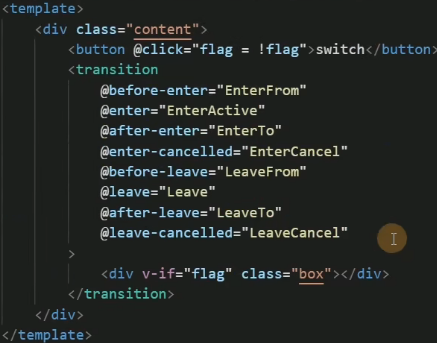 <template>
<div class="content">
<button @click="flag = !flag">switch</button>
<transition
@before-enter="EnterFrom"
@enter="EnterActive"
@after-enter="EnterTo"
@enter-cancelled="EnterCancel"
@before-leave="LeaveFrom"
@leave="Leave"
@after-leave="LeaveTo"
@leave-cancelled="LeaveCancel"
>
<div v-if="flag" class="box"></div>
</transition>
</div>
</template>